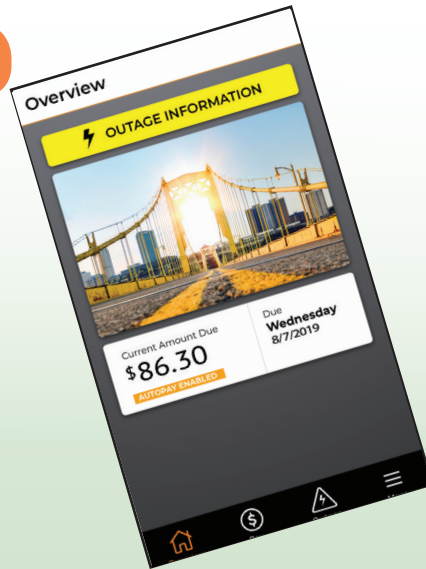 Overview
OUTAGE INFORMATION
Current Amount Due
$86.30
AUTOPAY ENABLED
Due
Wednesday
8/7/2019
$